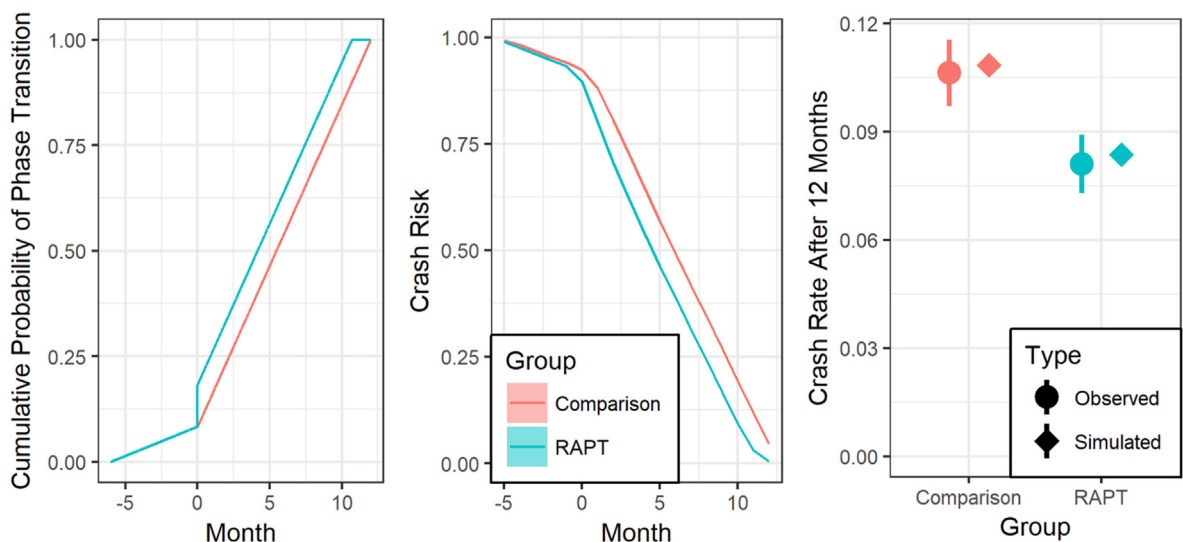 Cumulative Probability of Phase Transition
1.00
0.75
0.50
0.25
0.00
-5
0
5
10
Month
Crash Risk
1.00
0.75
0.50
0.25
0.00
Group
Comparison
RAPT
-5
0
5
10
Month
Crash Rate After 12 Months
0.12
0.09
0.06
0.03
0.00
Type
Observed
Simulated
Comparison
RAPT
Group